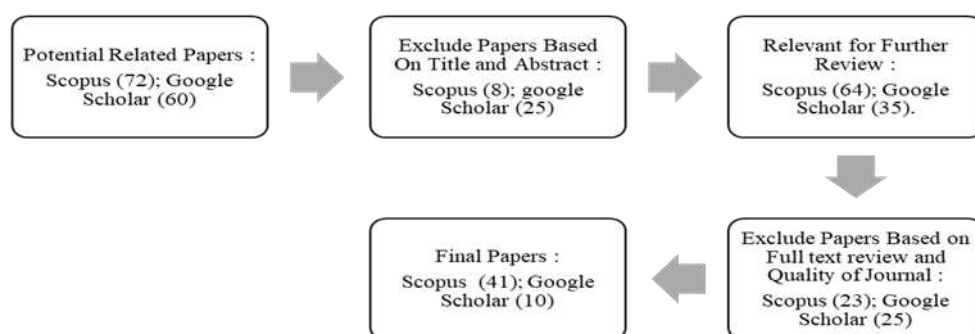 Potential Related Papers :
Scopus (72); Google
Scholar (60)
Exclude Papers Based
On Title and Abstract :
Scopus (8); google
Scholar (25)
Relevant for Further
Review :
Scopus (64); Google
Scholar (35).
Exclude Papers Based on
Full text review and
Quality of Journal :
Scopus (23); Google
Scholar (25)
Final Papers :
Scopus (41); Google
Scholar (10)